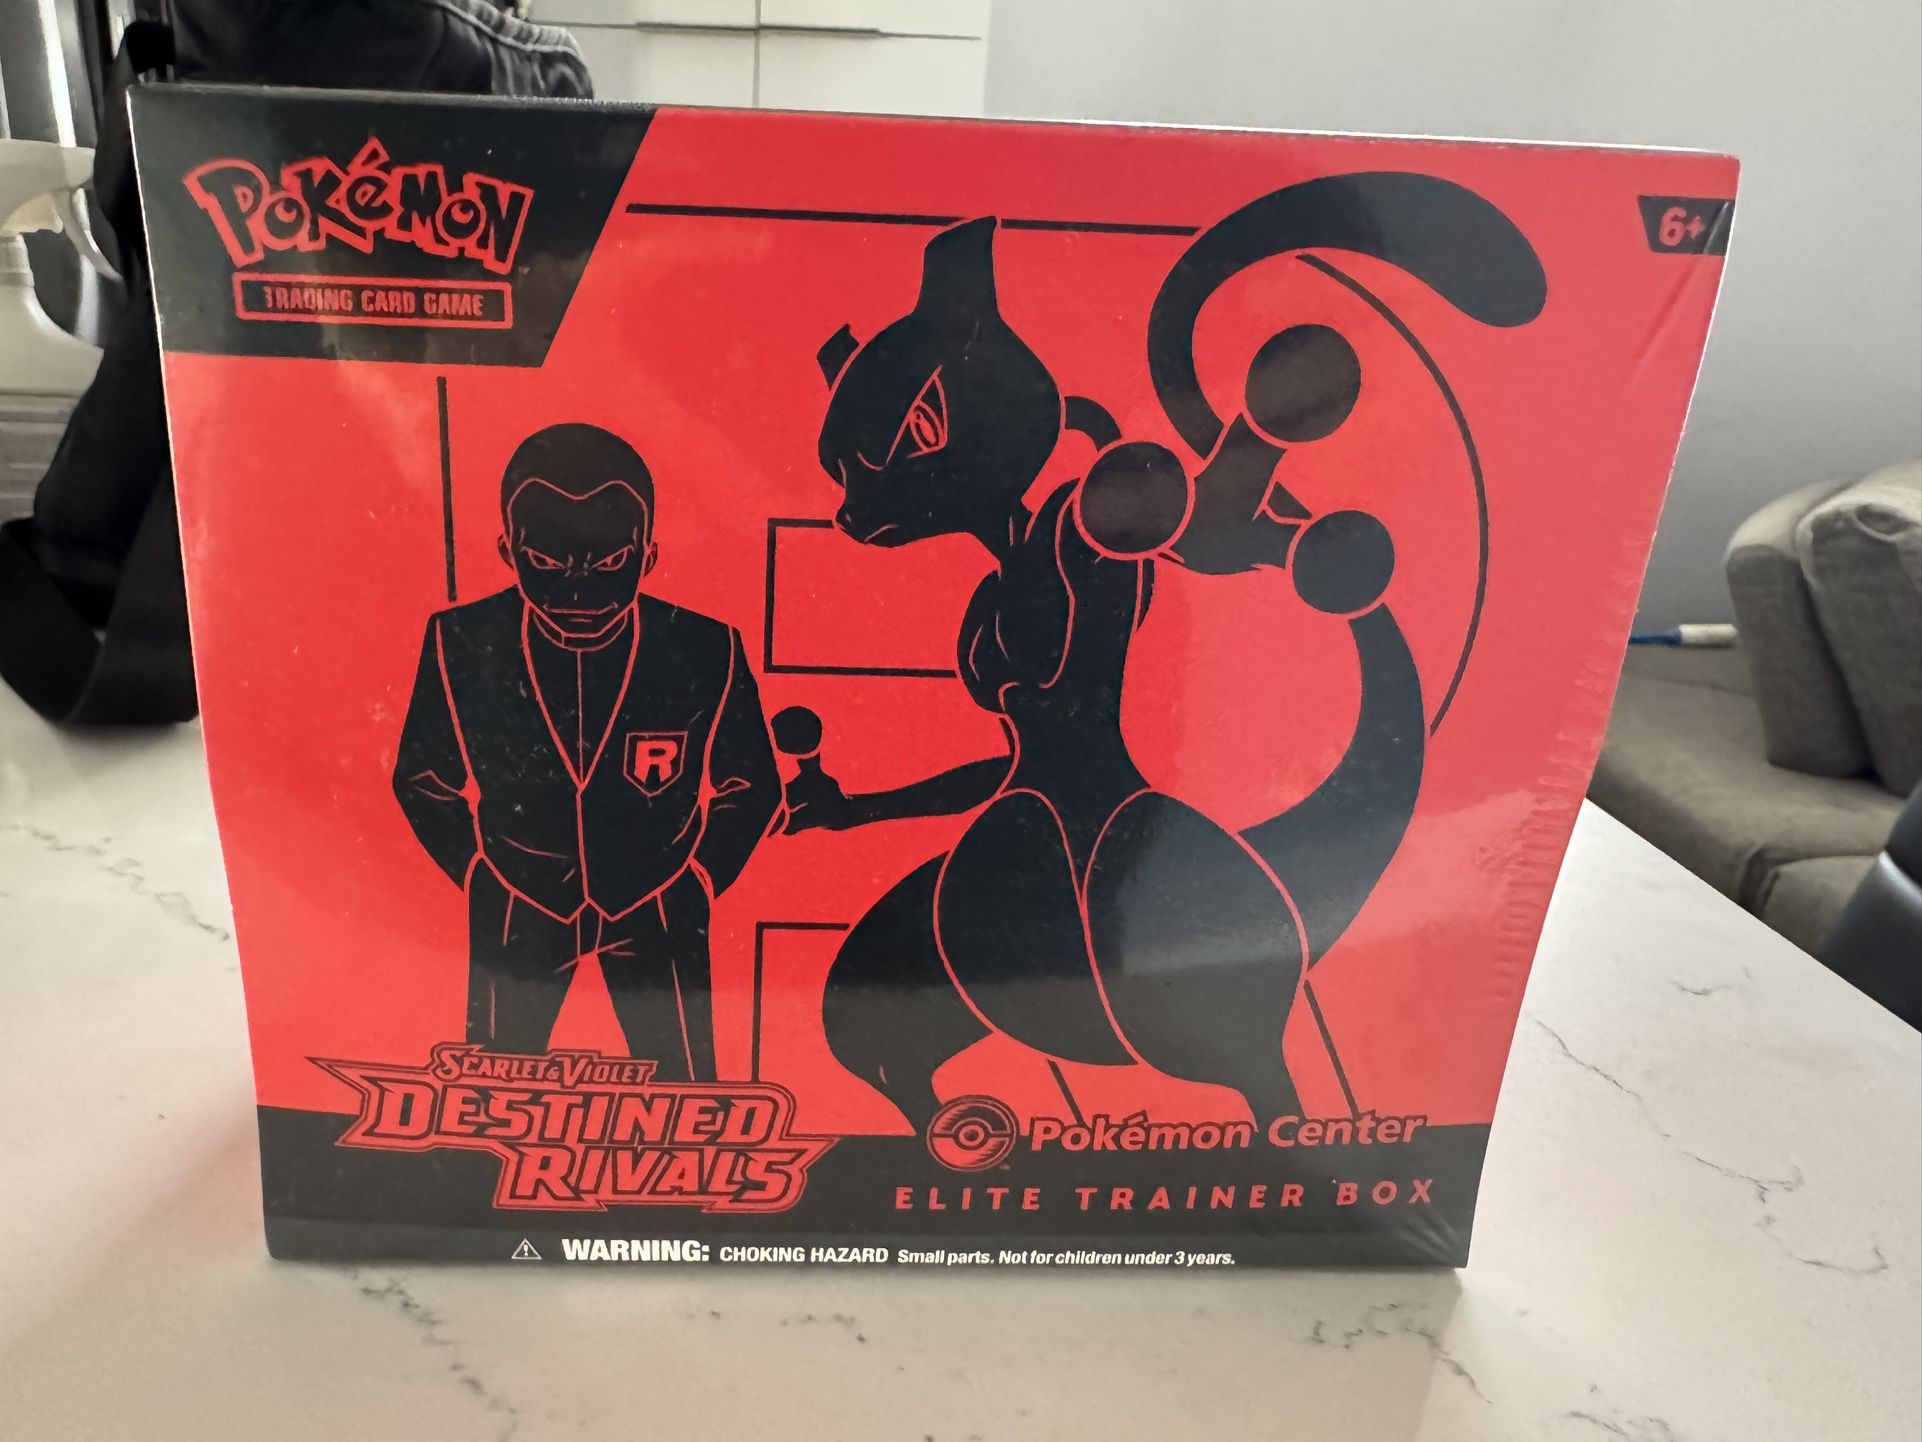 POKéMON
TRADING CARD GAME
6+
R
SCARLET & VIOLET
DESTINED
RIVALS
Pokémon Center
ELITE TRAINER BOX
WARNING: CHOKING HAZARD Small parts. Not for children under 3 years.